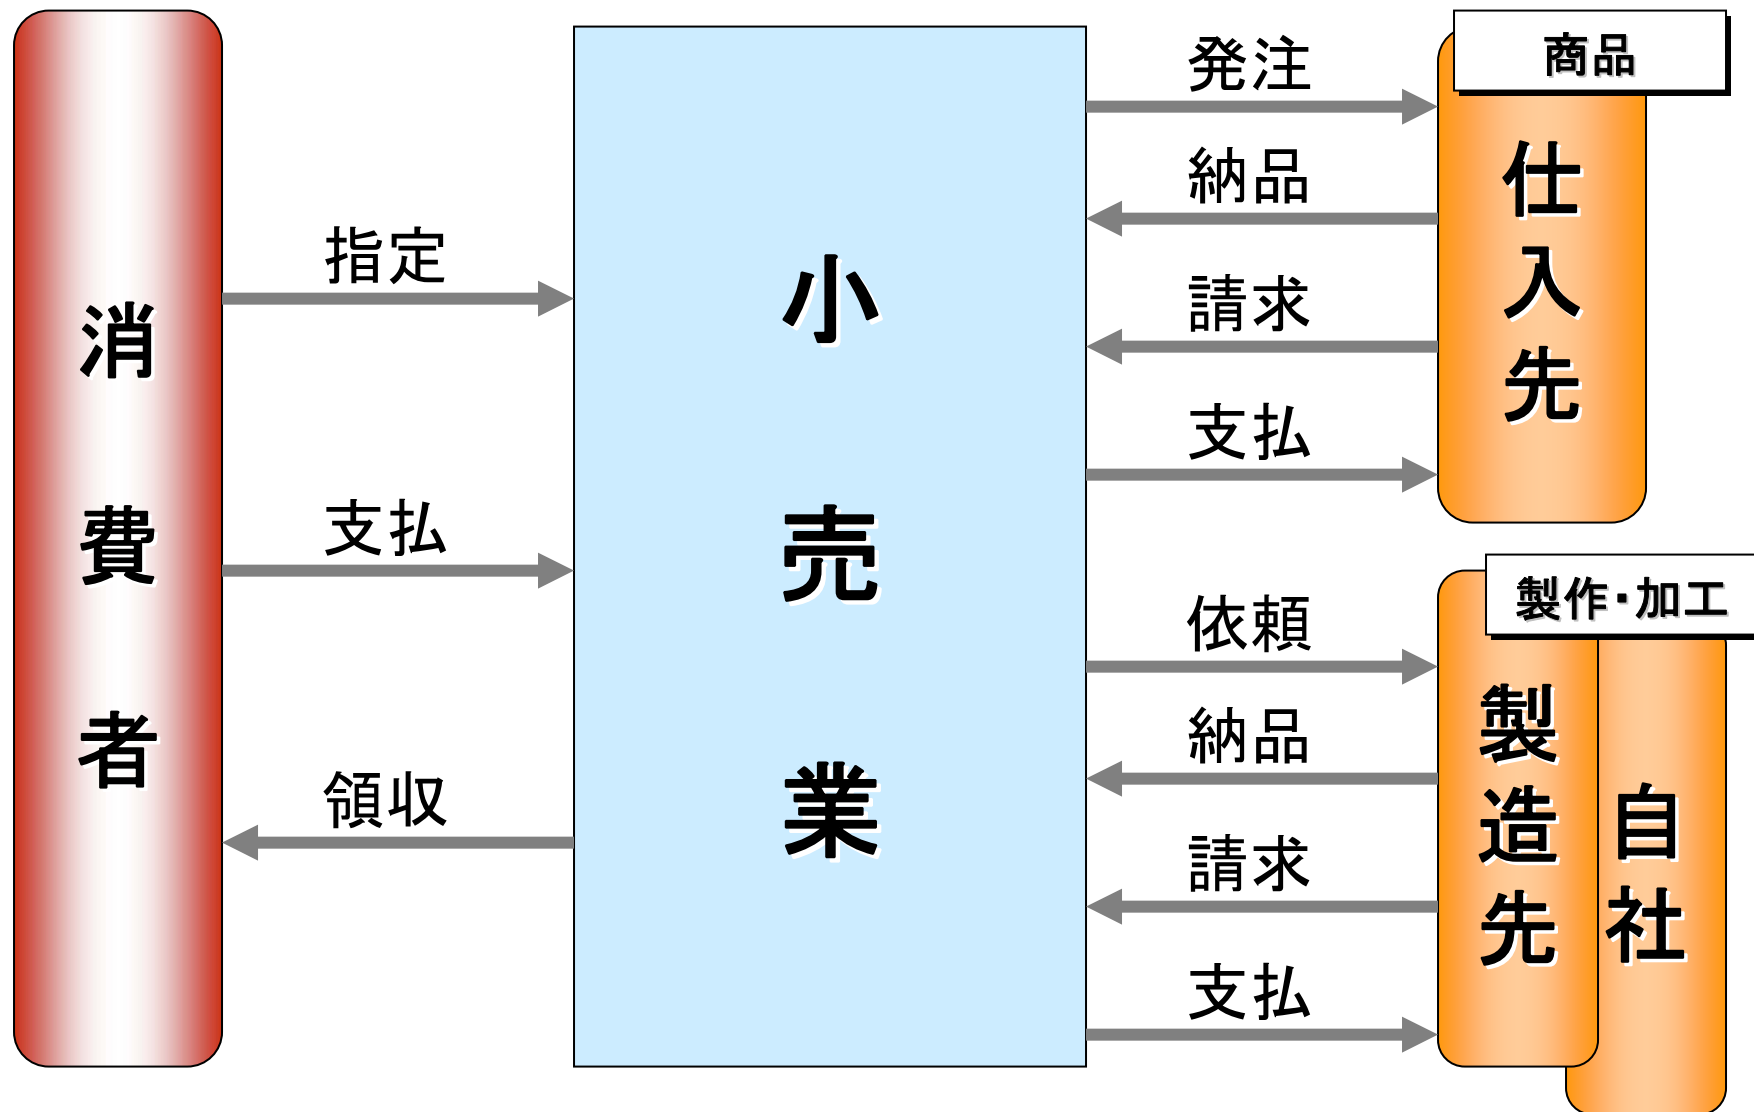 消費者
指定
支払
領収
小売業
発注
納品
請求
支払
依頼
納品
請求
支払
商品
仕入先
製作・加工
製造先
自社